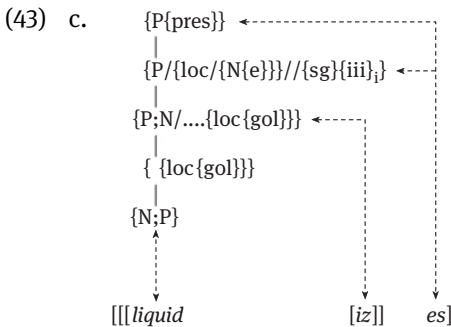 (43) c. {P{pres}}
{P/{loc/{N{e}}}//{sg}{iii}i}
{P;N/....{loc{gol}}}
{ {loc{gol}}}
{N;P}
[[[liquid [iz]] es]